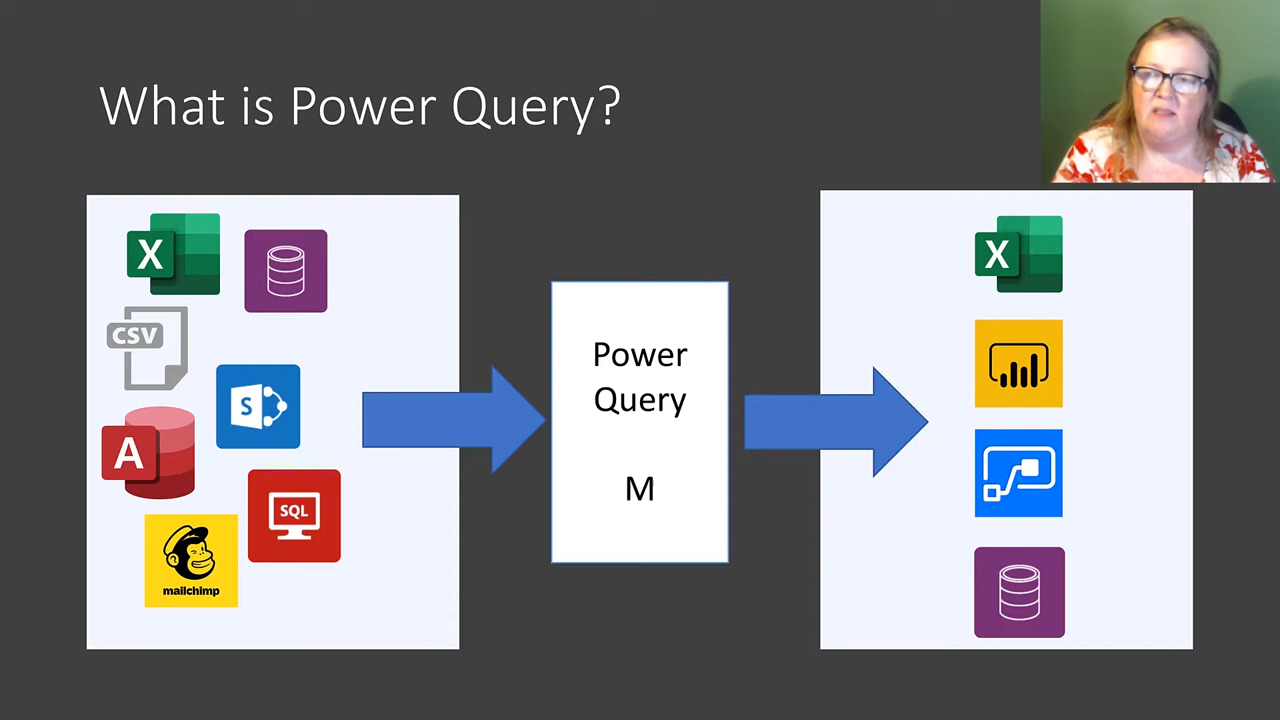 What is Power Query?
X
CSV
S
A
SQL
mailchimp
Power
Query
M
X